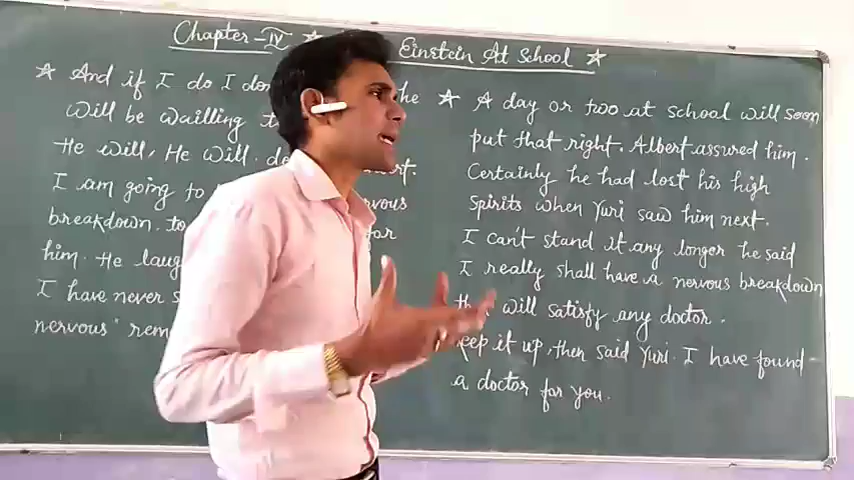 Chapter-IV ☆ Einstein At School ☆
☆ And if I do I don
will be wailling
He will, He will. de
I am going to
breakdown. to
him. He laug
I have never s
nervous" rem
☆ A day or two at school will soon
put that right. Albert assured him.
Certainly he had lost his high
Spirits when Yuri saw him next.
I can't stand it any longer he said
I really shall have a nervous breakdown
will satisfy any doctor.
keep it up, then said Yuri. I have found
a doctor for you.